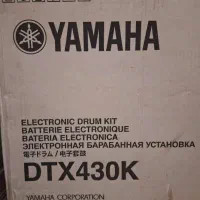 YAMAHA
ELECTRONIC DRUM KIT
BATTERIE ELECTRONIQUE
BATERIA ELECTRONICA
ЭЛЕКТРОННАЯ БАРАБАННАЯ УСТАНОВКА
電子ドラム / 电子鼓
DTX430K
YAMAHA CORPORATION